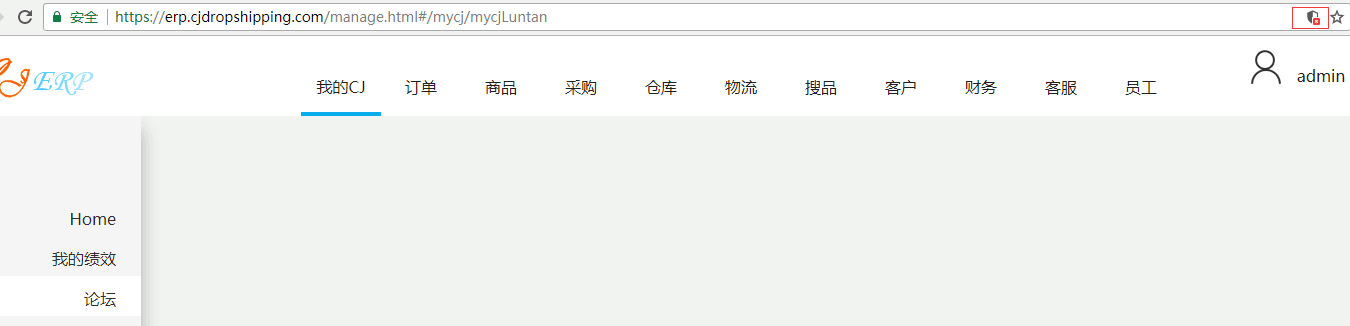 安全 https://erp.cjdropshipping.com/manage.html#/mycj/mycjLuntan
CJ ERP 我的CJ 订单 商品 采购 仓库 物流 搜品 客户 财务 客服 员工 admin
Home
我的绩效
论坛